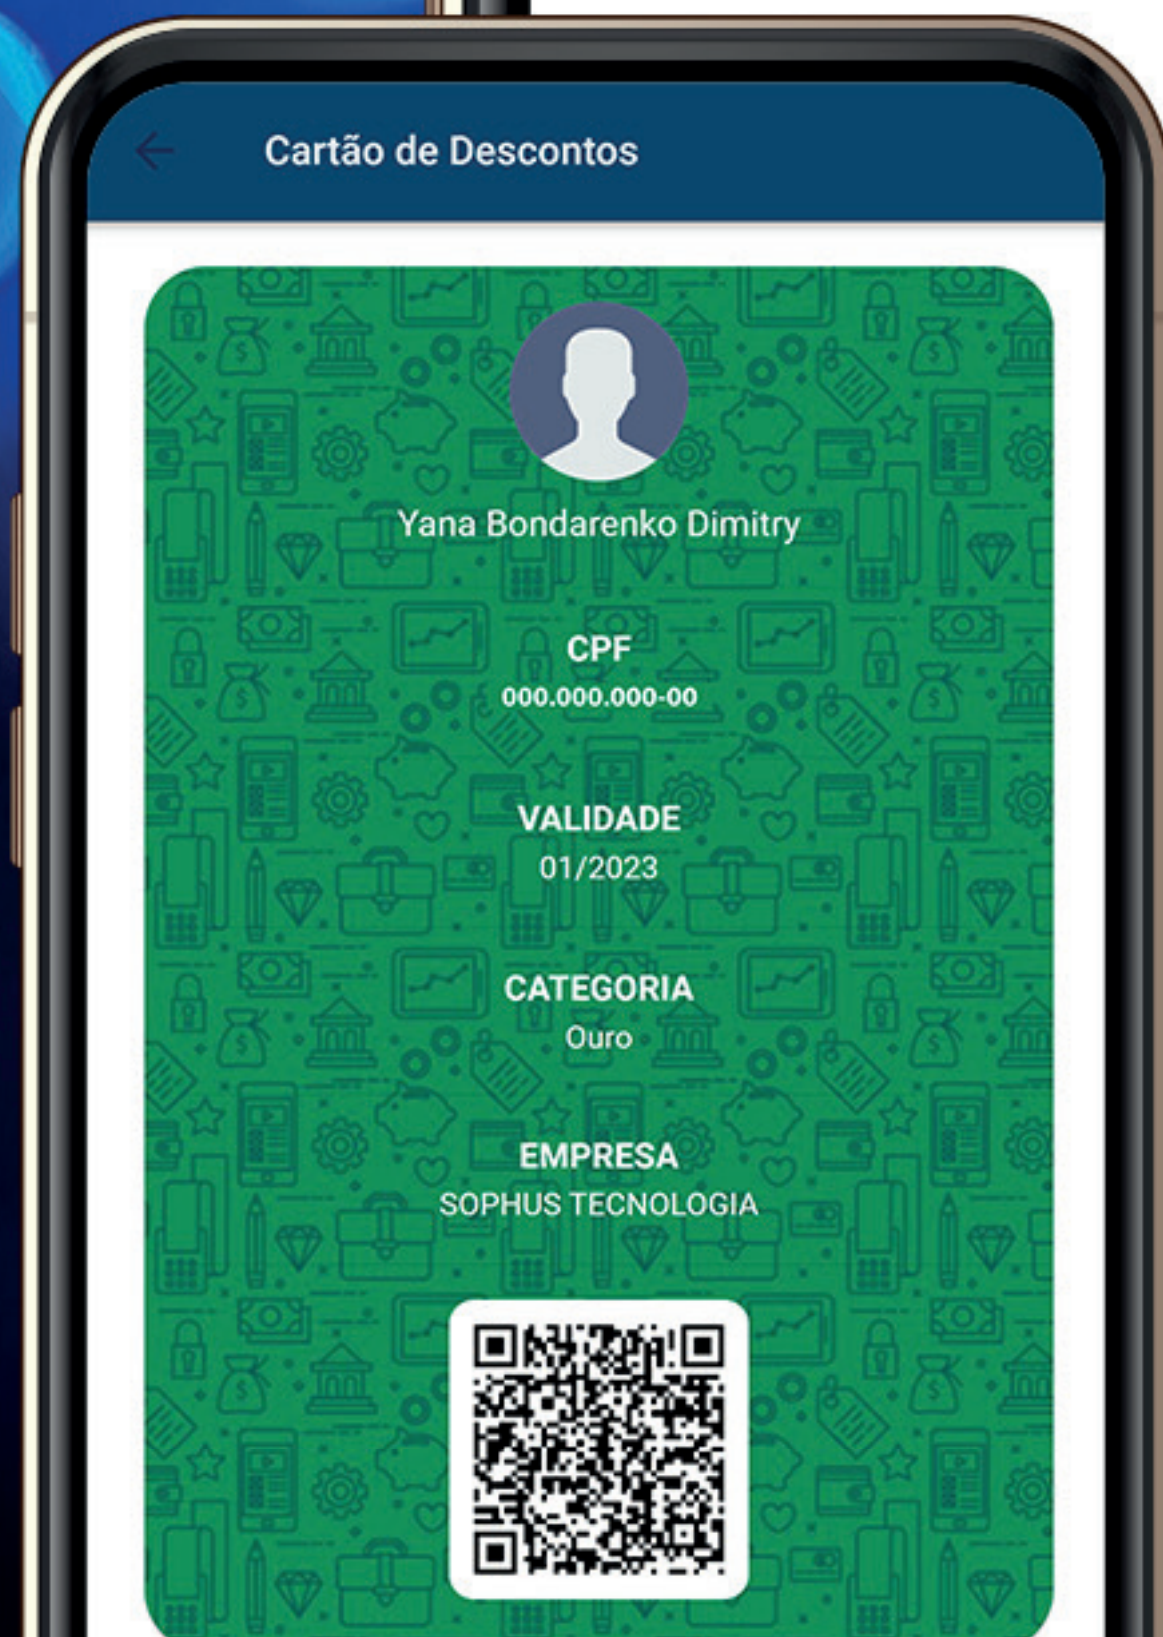 Cartão de Descontos
Yana Bondarenko Dimitry
CPF
000.000.000-00
VALIDADE
01/2023
CATEGORIA
Ouro
EMPRESA
SOPHUS TECNOLOGIA